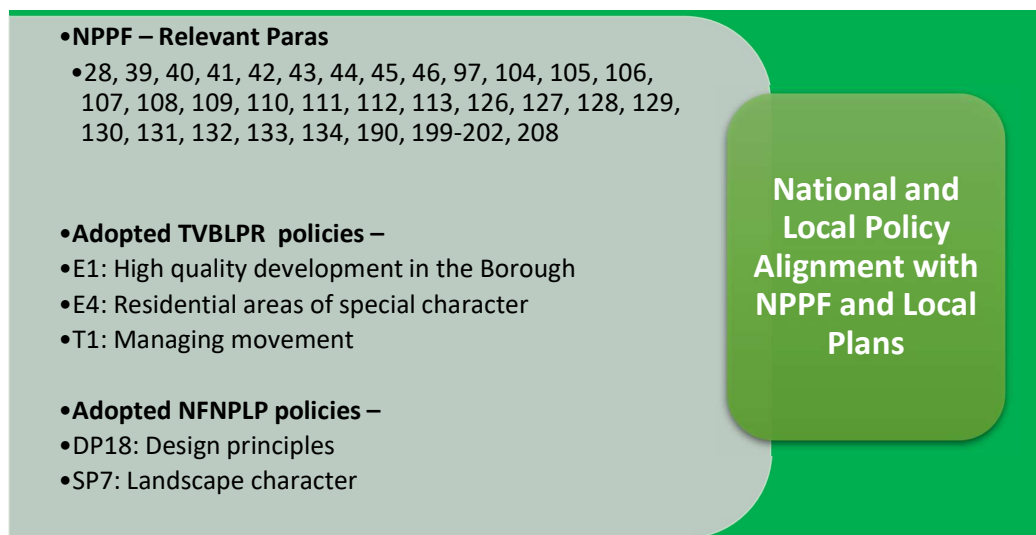 •NPPF – Relevant Paras
•28, 39, 40, 41, 42, 43, 44, 45, 46, 97, 104, 105, 106,
107, 108, 109, 110, 111, 112, 113, 126, 127, 128, 129,
130, 131, 132, 133, 134, 190, 199-202, 208
•Adopted TVBLPR policies –
•E1: High quality development in the Borough
•E4: Residential areas of special character
•T1: Managing movement
•Adopted NFNPLP policies –
•DP18: Design principles
•SP7: Landscape character
National and
Local Policy
Alignment with
NPPF and Local
Plans